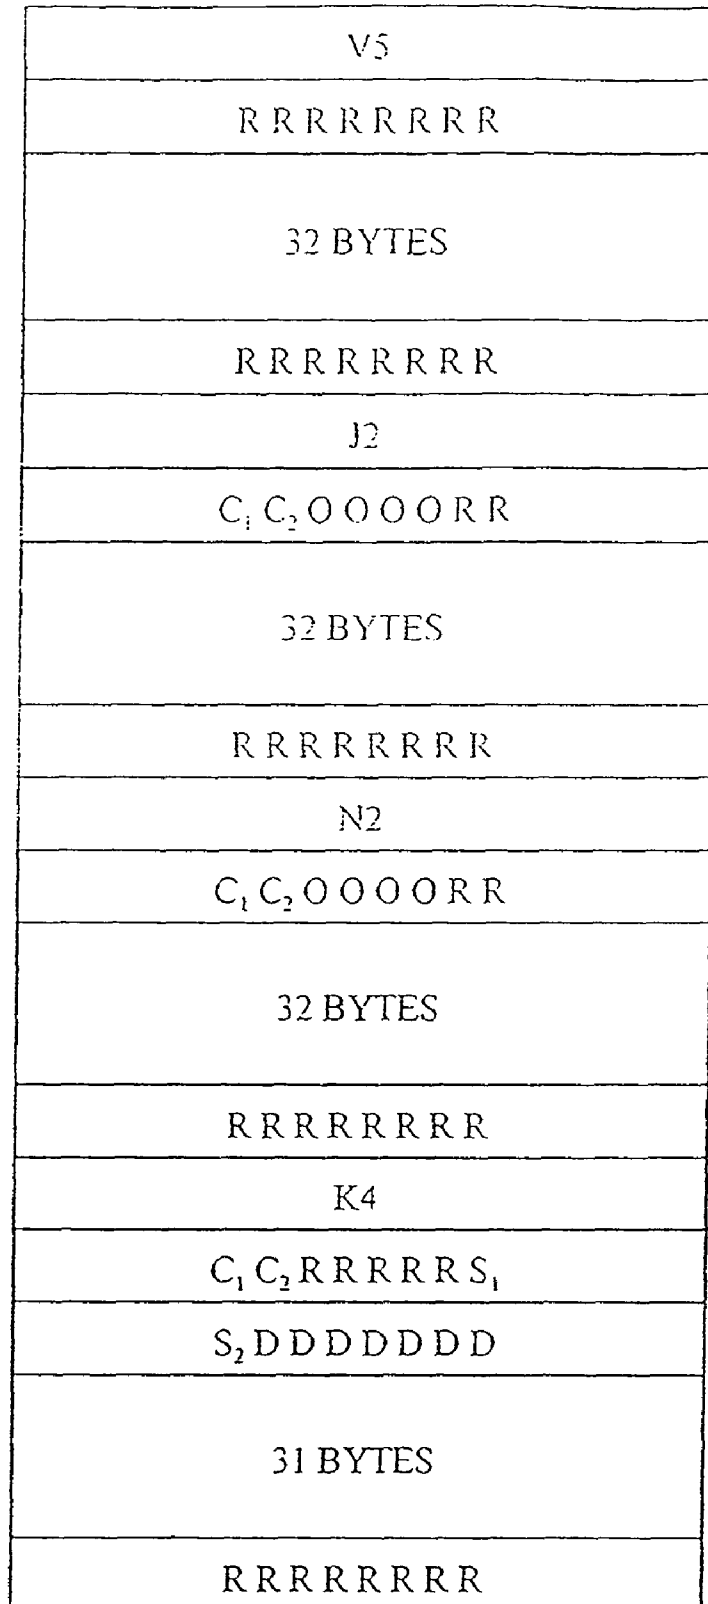 V5
R R R R R R R R
32 BYTES
R R R R R R R R
J2
C₁ C₂ O O O O R R
32 BYTES
R R R R R R R R
N2
C₁ C₂ O O O O R R
32 BYTES
R R R R R R R R
K4
C₁ C₂ R R R R R S₁
S₂ D D D D D D D
31 BYTES
R R R R R R R R